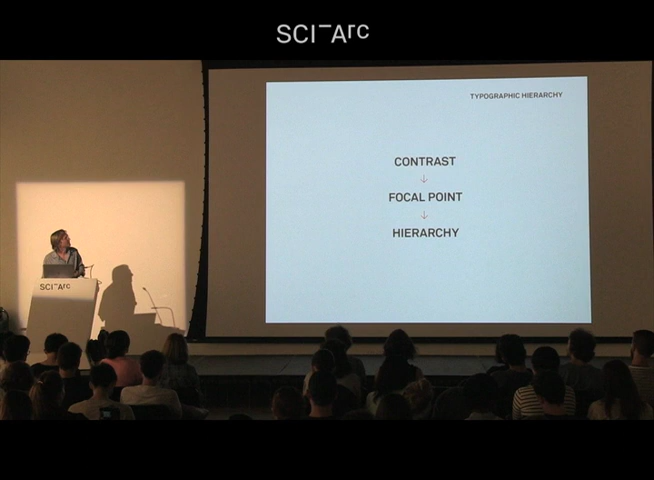 SCI-Arc
TYPOGRAPHIC HIERARCHY
CONTRAST
↓
FOCAL POINT
↓
HIERARCHY
SCI-Arc